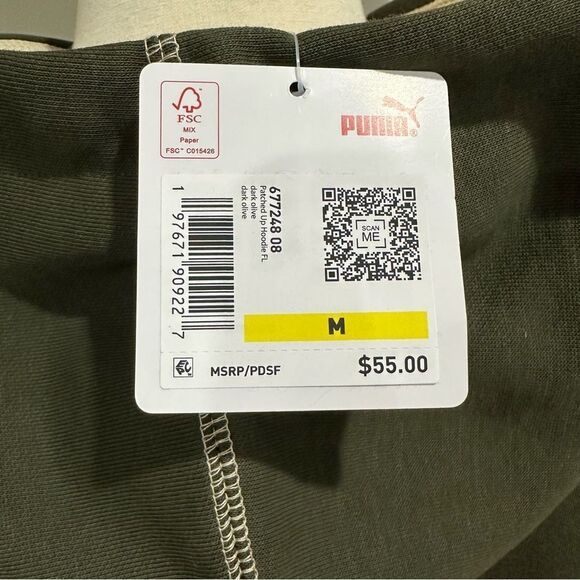 FSC
MIX
Paper
FSC™ C015426
PUMA®
1 97671 90922 7
677248 08
Patched Up Hoodie FL
dark olive
dark olive
SCAN
ME
M
MSRP/PDSF
$55.00